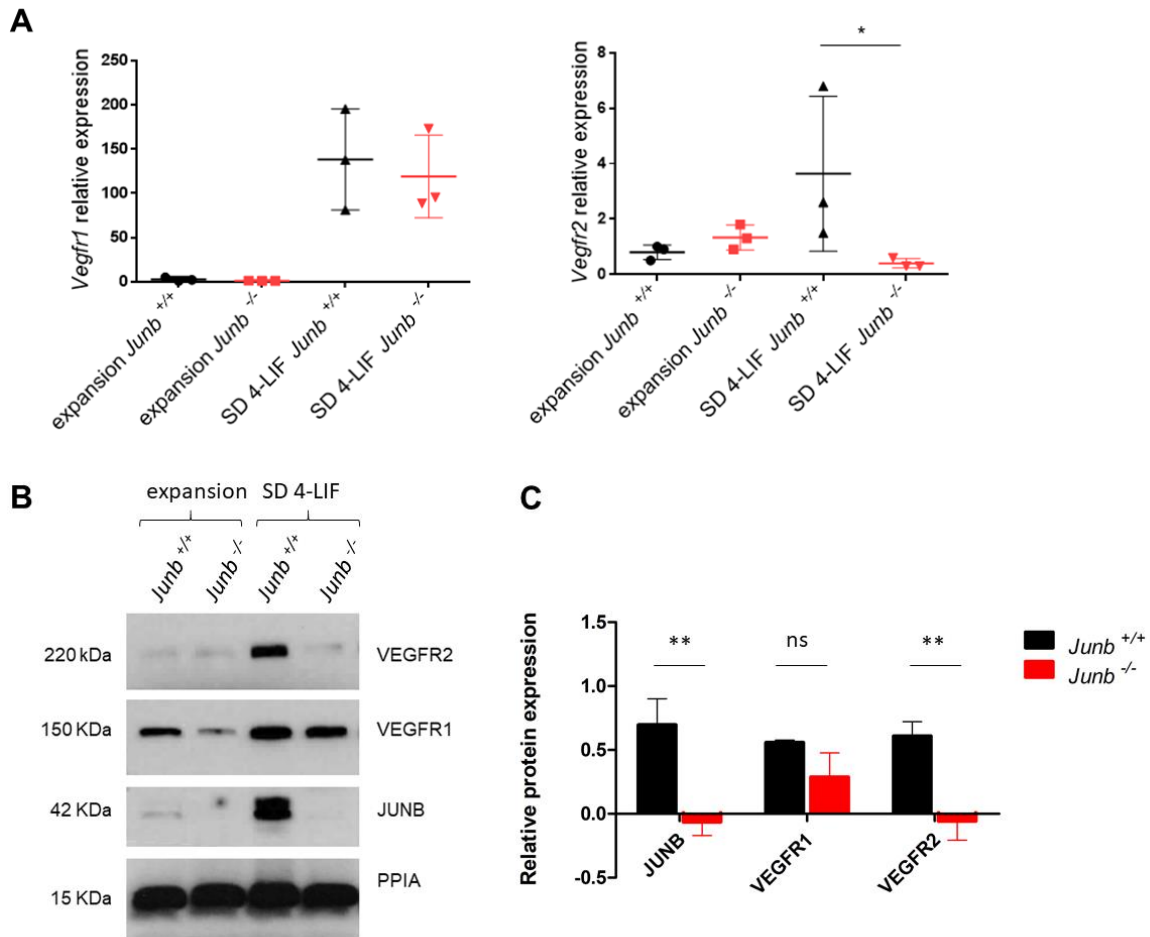 A
Vegfr1 relative expression
250
200
150
100
50
0
expansion Junb +/+
expansion Junb -/-
SD 4-LIF Junb +/+
SD 4-LIF Junb -/-
Vegfr2 relative expression
8
6
4
2
0
*
expansion Junb +/+
expansion Junb -/-
SD 4-LIF Junb +/+
SD 4-LIF Junb -/-
B
expansion SD 4-LIF
Junb +/+
Junb -/-
Junb +/+
Junb -/-
220 kDa VEGFR2
150 KDa VEGFR1
42 KDa JUNB
15 KDa PPIA
C
Relative protein expression
1.5
1.0
0.5
0.0
-0.5
** ns **
JUNB
VEGFR1
VEGFR2
Junb +/+
Junb -/-